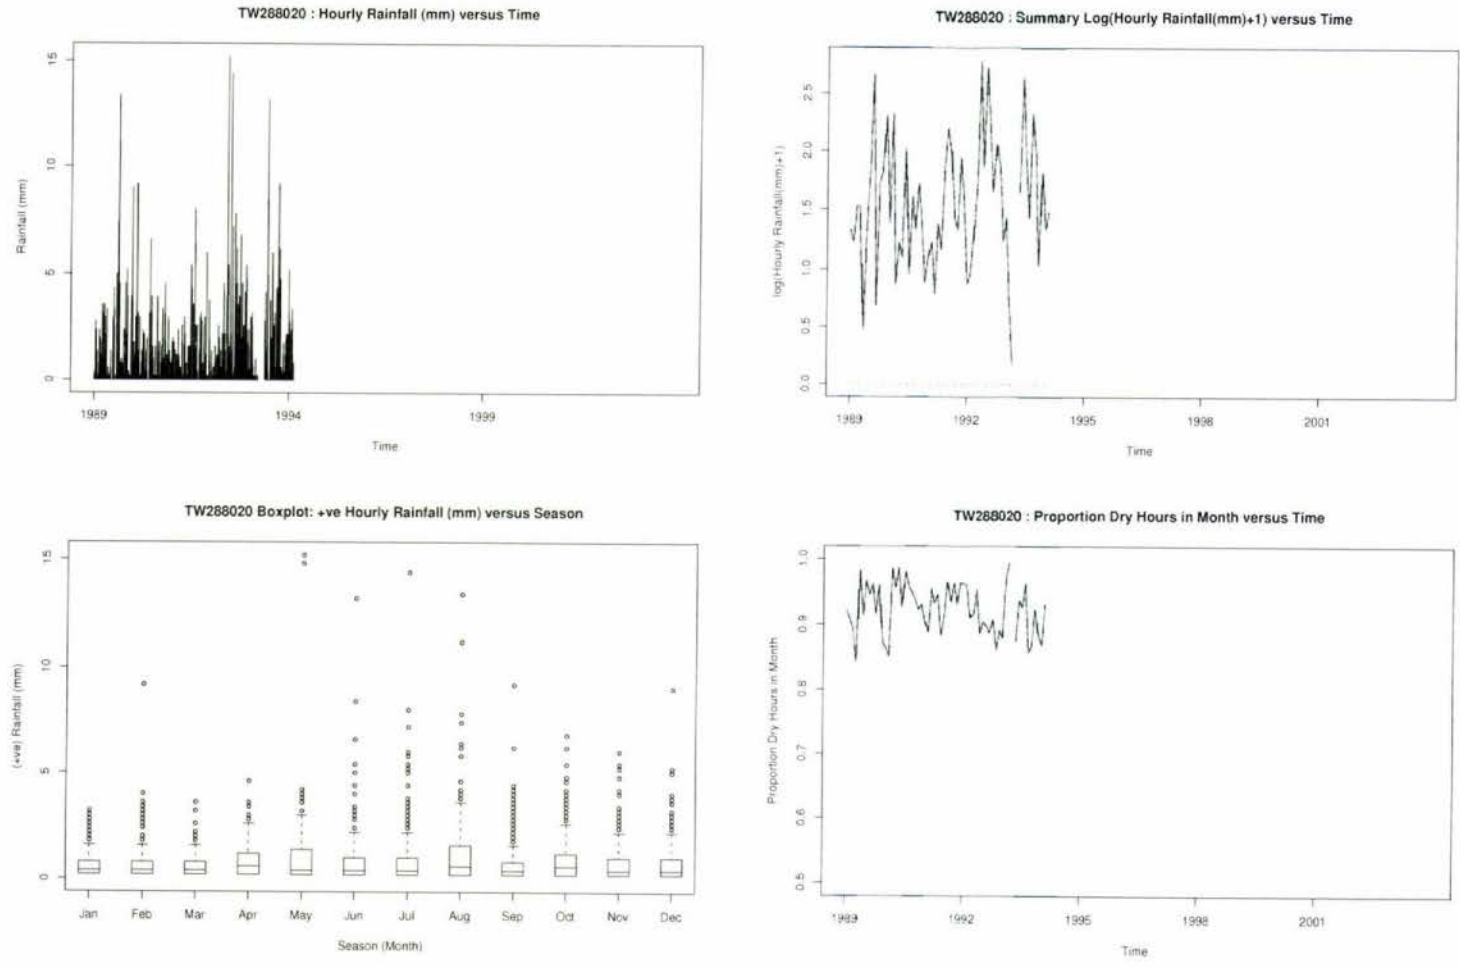 TW288020 : Hourly Rainfall (mm) versus Time
Rainfall (mm)
15
10
5
0
1989 1994 1999
Time
TW288020 : Summary Log(Hourly Rainfall(mm)+1) versus Time
log(Hourly Rainfall(mm)+1)
2.5
2.0
1.5
1.0
0.5
0.0
1989 1992 1995 1998 2001
Time
TW288020 Boxplot: +ve Hourly Rainfall (mm) versus Season
(+ve) Rainfall (mm)
15
10
5
0
Jan Feb Mar Apr May Jun Jul Aug Sep Oct Nov Dec
Season (Month)
TW288020 : Proportion Dry Hours in Month versus Time
Proportion Dry Hours in Month
1.0
0.9
0.8
0.7
0.6
0.5
1989 1992 1995 1998 2001
Time